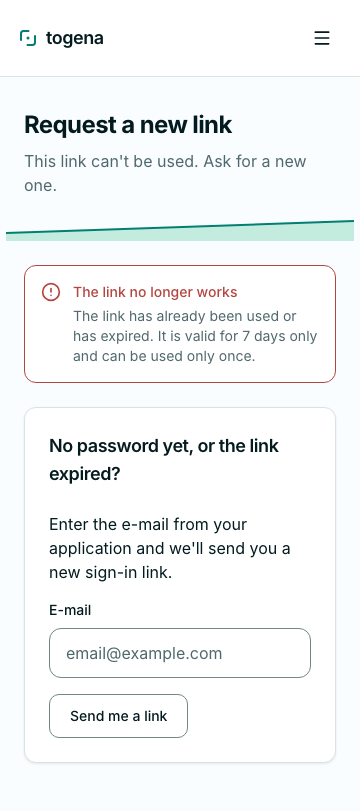 togena
Request a new link
This link can't be used. Ask for a new
one.
The link no longer works
The link has already been used or
has expired. It is valid for 7 days only
and can be used only once.
No password yet, or the link
expired?
Enter the e-mail from your
application and we'll send you a
new sign-in link.
E-mail
email@example.com
Send me a link